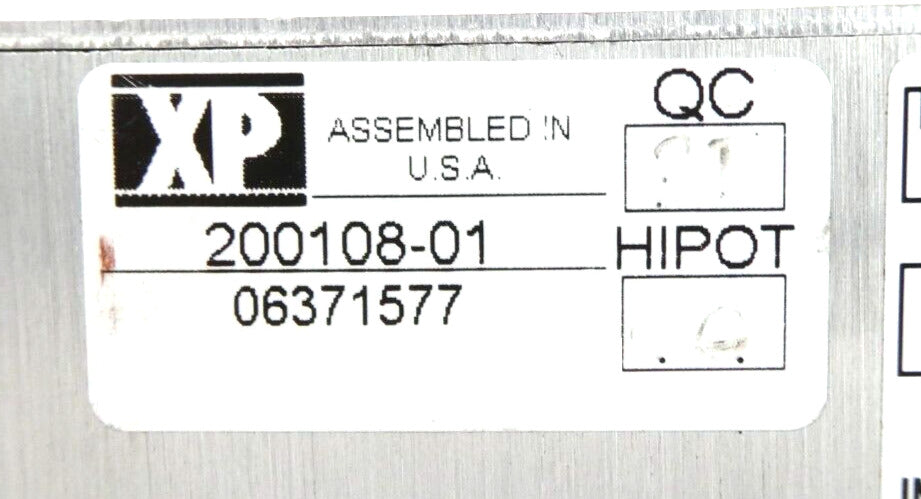 XP
ASSEMBLED IN
U.S.A.
QC
200108-01
HIPOT
06371577